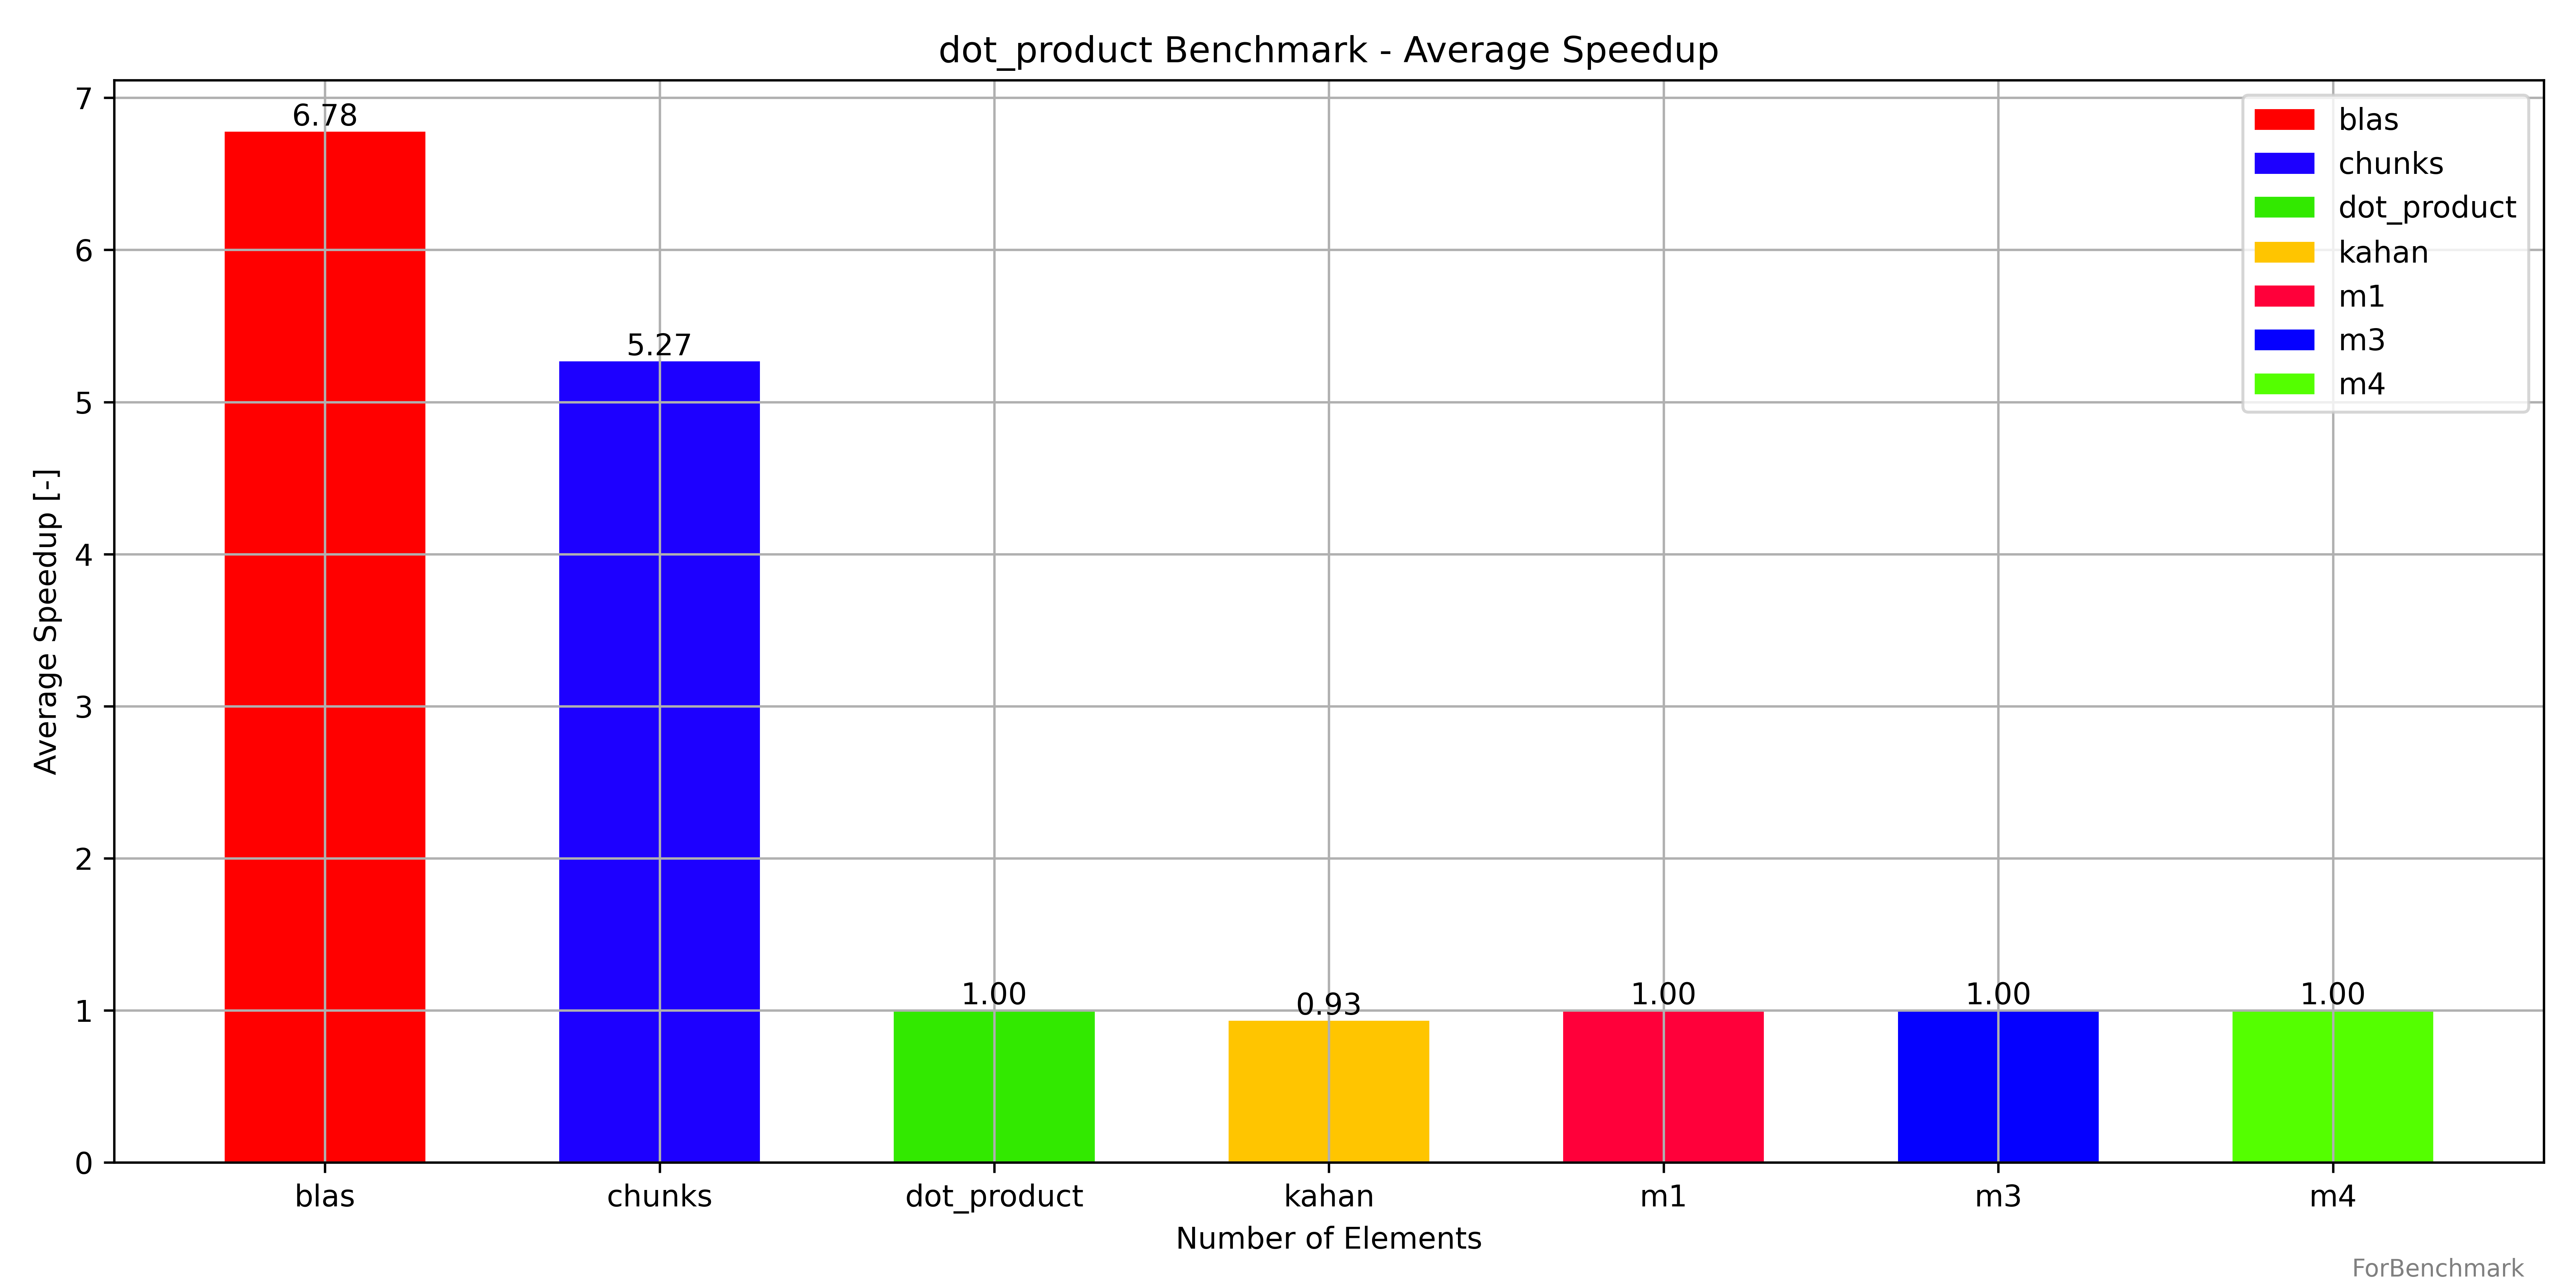 dot_product Benchmark - Average Speedup
Average Speedup [-]
7
6
5
4
3
2
1
0
6.78
5.27
1.00
0.93
1.00
1.00
1.00
blas
chunks
dot_product
kahan
m1
m3
m4
blas
chunks
dot_product
kahan
m1
m3
m4
Number of Elements
ForBenchmark